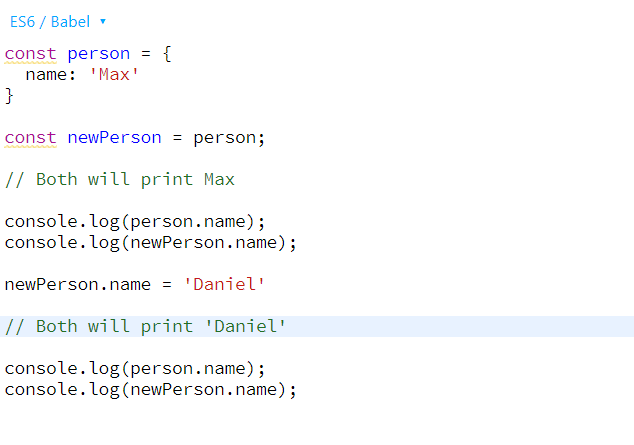 ES6 / Babel ▾
const person = {
  name: 'Max'
}
const newPerson = person;
// Both will print Max
console.log(person.name);
console.log(newPerson.name);
newPerson.name = 'Daniel'
// Both will print 'Daniel'
console.log(person.name);
console.log(newPerson.name);